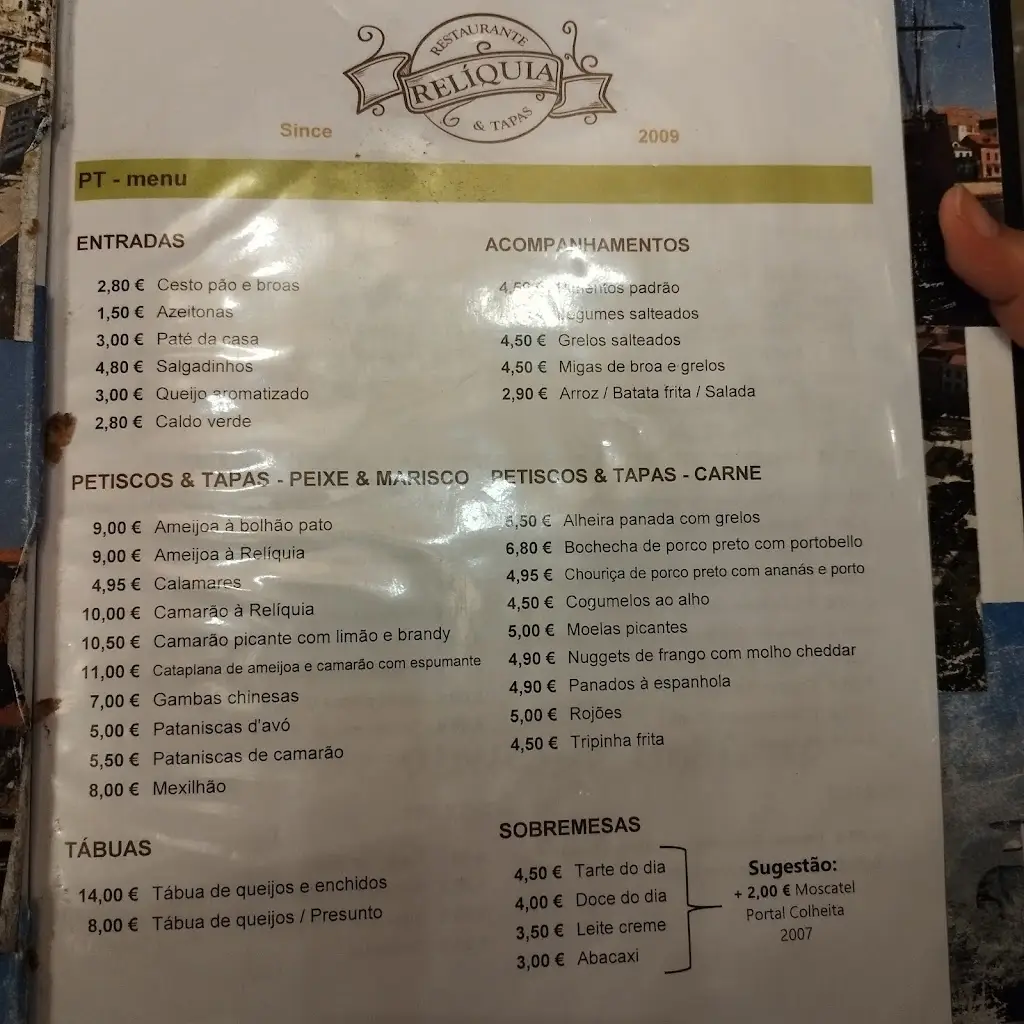 RESTAURANTE
RELÍQUIA
& TAPAS
Since 2009
PT - menu
ENTRADAS
2,80 € Cesto pão e broas
1,50 € Azeitonas
3,00 € Paté da casa
4,80 € Salgadinhos
3,00 € Queijo aromatizado
2,80 € Caldo verde
ACOMPANHAMENTOS
4,50 € Pimentos padrão
Legumes salteados
4,50 € Grelos salteados
4,50 € Migas de broa e grelos
2,90 € Arroz / Batata frita / Salada
PETISCOS & TAPAS - PEIXE & MARISCO
9,00 € Ameijoa à bolhão pato
9,00 € Ameijoa à Relíquia
4,95 € Calamares
10,00 € Camarão à Relíquia
10,50 € Camarão picante com limão e brandy
11,00 € Cataplana de ameijoa e camarão com espumante
7,00 € Gambas chinesas
5,00 € Pataniscas d'avó
5,50 € Pataniscas de camarão
8,00 € Mexilhão
PETISCOS & TAPAS - CARNE
Alheira panada com grelos
6,80 € Bochecha de porco preto com portobello
4,95 € Chouriça de porco preto com ananás e porto
4,50 € Cogumelos ao alho
5,00 € Moelas picantes
4,90 € Nuggets de frango com molho cheddar
4,90 € Panados à espanhola
5,00 € Rojões
4,50 € Tripinha frita
TÁBUAS
14,00 € Tábua de queijos e enchidos
8,00 € Tábua de queijos / Presunto
SOBREMESAS
4,50 € Tarte do dia
4,00 € Doce do dia
3,50 € Leite creme
3,00 € Abacaxi
Sugestão:
+ 2,00 € Moscatel
Portal Colheita
2007